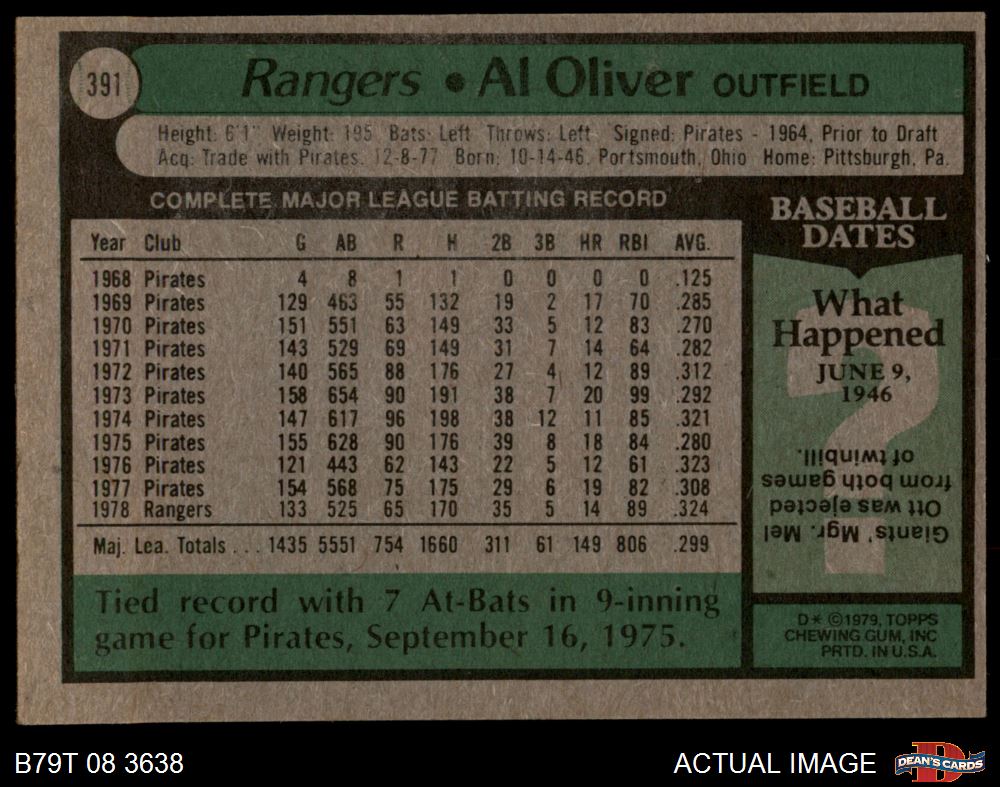 391
Rangers • Al Oliver OUTFIELD
Height: 6'1" Weight: 195 Bats: Left Throws: Left Signed: Pirates - 1964, Prior to Draft
Acq: Trade with Pirates. 12-8-77 Born: 10-14-46, Portsmouth, Ohio Home: Pittsburgh, Pa.
COMPLETE MAJOR LEAGUE BATTING RECORD
Year Club G AB R H 2B 3B HR RBI AVG.
1968 Pirates 4 8 1 1 0 0 0 0 .125
1969 Pirates 129 463 55 132 19 2 17 70 .285
1970 Pirates 151 551 63 149 33 5 12 83 .270
1971 Pirates 143 529 69 149 31 7 14 64 .282
1972 Pirates 140 565 88 176 27 4 12 89 .312
1973 Pirates 158 654 90 191 38 7 20 99 .292
1974 Pirates 147 617 96 198 38 12 11 85 .321
1975 Pirates 155 628 90 176 39 8 18 84 .280
1976 Pirates 121 443 62 143 22 5 12 61 .323
1977 Pirates 154 568 75 175 29 6 19 82 .308
1978 Rangers 133 525 65 170 35 5 14 89 .324
Maj. Lea. Totals ... 1435 5551 754 1660 311 61 149 806 .299
Tied record with 7 At-Bats in 9-inning
game for Pirates, September 16, 1975.
BASEBALL
DATES
What
Happened
JUNE 9,
1946
?
Giants' Mgr. Mel
Ott was ejected
from both games
of twinbill.
D* ©1979, TOPPS
CHEWING GUM, INC
PRTD. IN U.S.A.
B79T 08 3638
ACTUAL IMAGE
D
DEAN'S CARDS